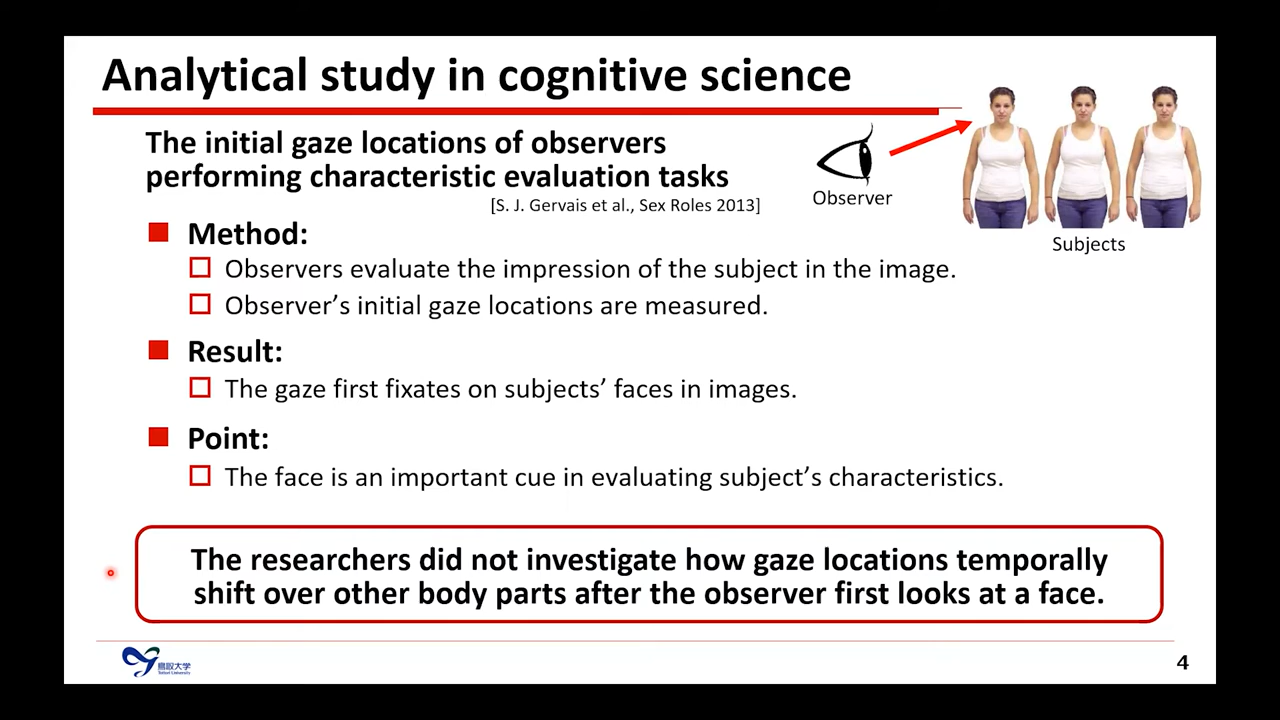 Analytical study in cognitive science
The initial gaze locations of observers
performing characteristic evaluation tasks
[S. J. Gervais et al., Sex Roles 2013]
Observer
Subjects
Method:
Observers evaluate the impression of the subject in the image.
Observer’s initial gaze locations are measured.
Result:
The gaze first fixates on subjects’ faces in images.
Point:
The face is an important cue in evaluating subject’s characteristics.
The researchers did not investigate how gaze locations temporally
shift over other body parts after the observer first looks at a face.
鳥取大学
Tottori University
4